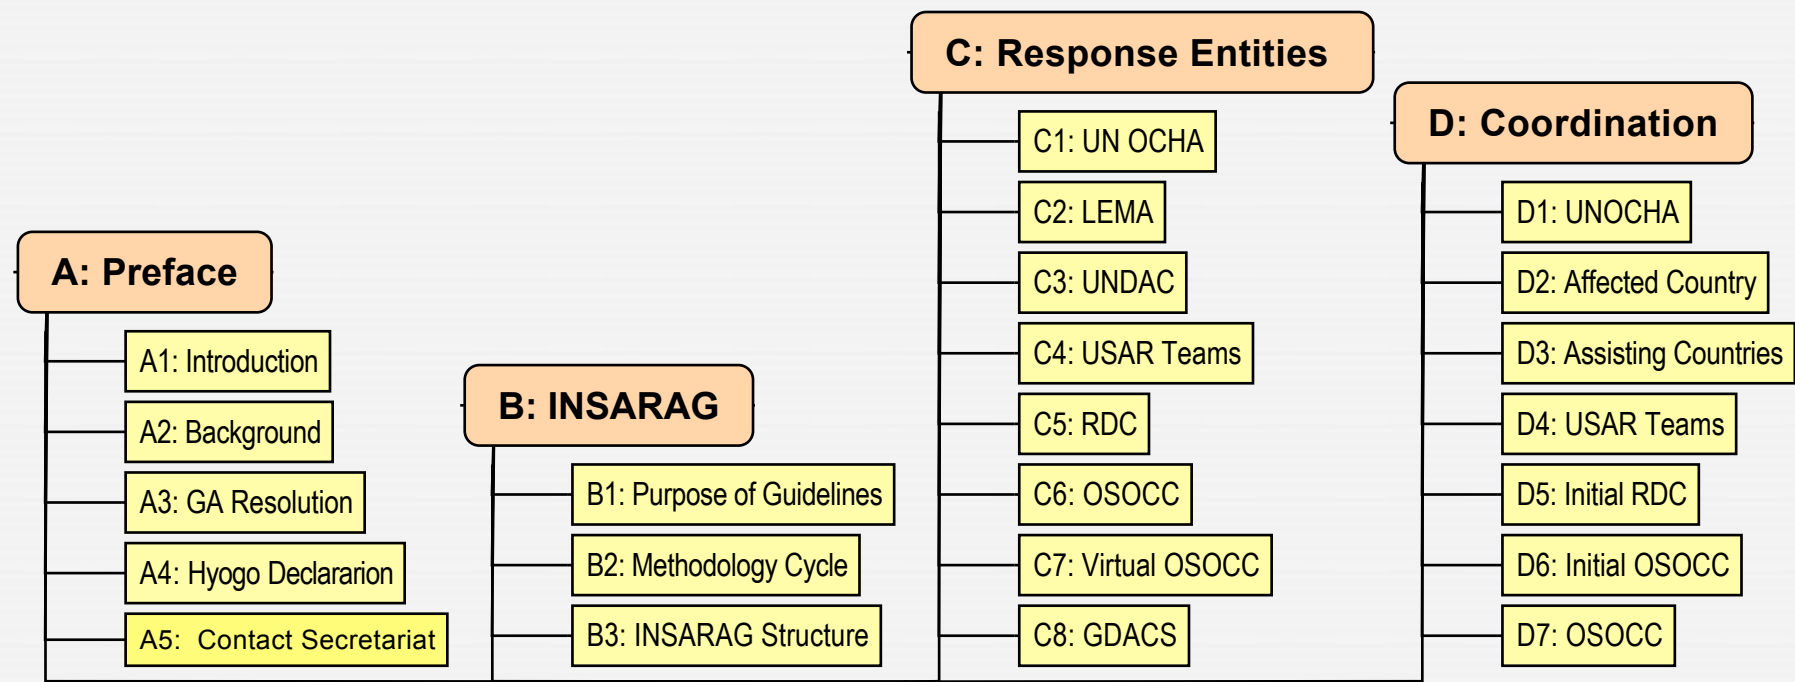 A: Preface
A1: Introduction
A2: Background
A3: GA Resolution
A4: Hyogo Declararion
A5: Contact Secretariat
B: INSARAG
B1: Purpose of Guidelines
B2: Methodology Cycle
B3: INSARAG Structure
C: Response Entities
C1: UN OCHA
C2: LEMA
C3: UNDAC
C4: USAR Teams
C5: RDC
C6: OSOCC
C7: Virtual OSOCC
C8: GDACS
D: Coordination
D1: UNOCHA
D2: Affected Country
D3: Assisting Countries
D4: USAR Teams
D5: Initial RDC
D6: Initial OSOCC
D7: OSOCC